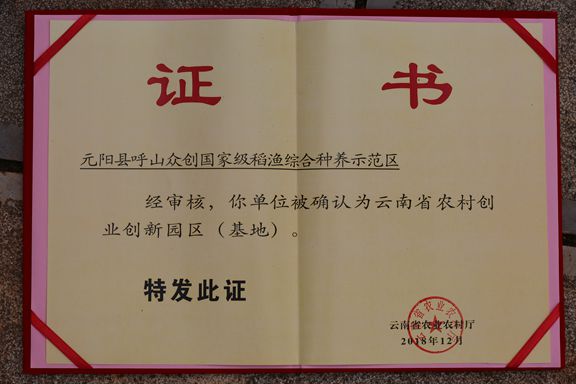 证书
元阳县呼山众创国家级稻渔综合种养示范区
经审核，你单位被确认为云南省农村创
业创新园区（基地）。
特发此证
云南省农业农村厅
2018年12月